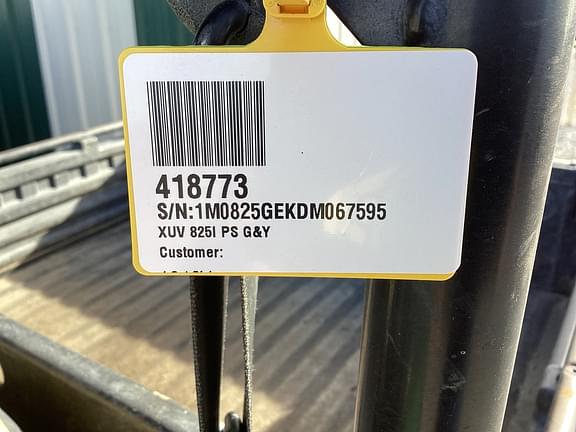 418773
S/N:1M0825GEKDM067595
XUV 825I PS G&Y
Customer: